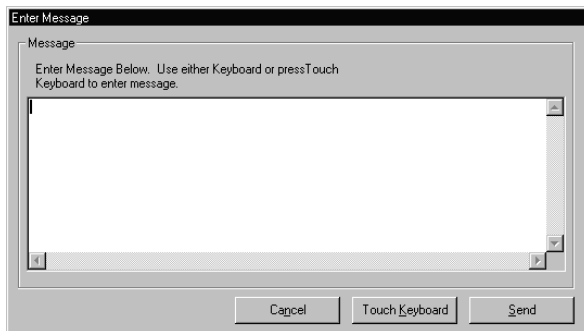 Enter Message
Message
Enter Message Below.  Use either Keyboard or pressTouch
Keyboard to enter message.
Cancel
Touch Keyboard
Send